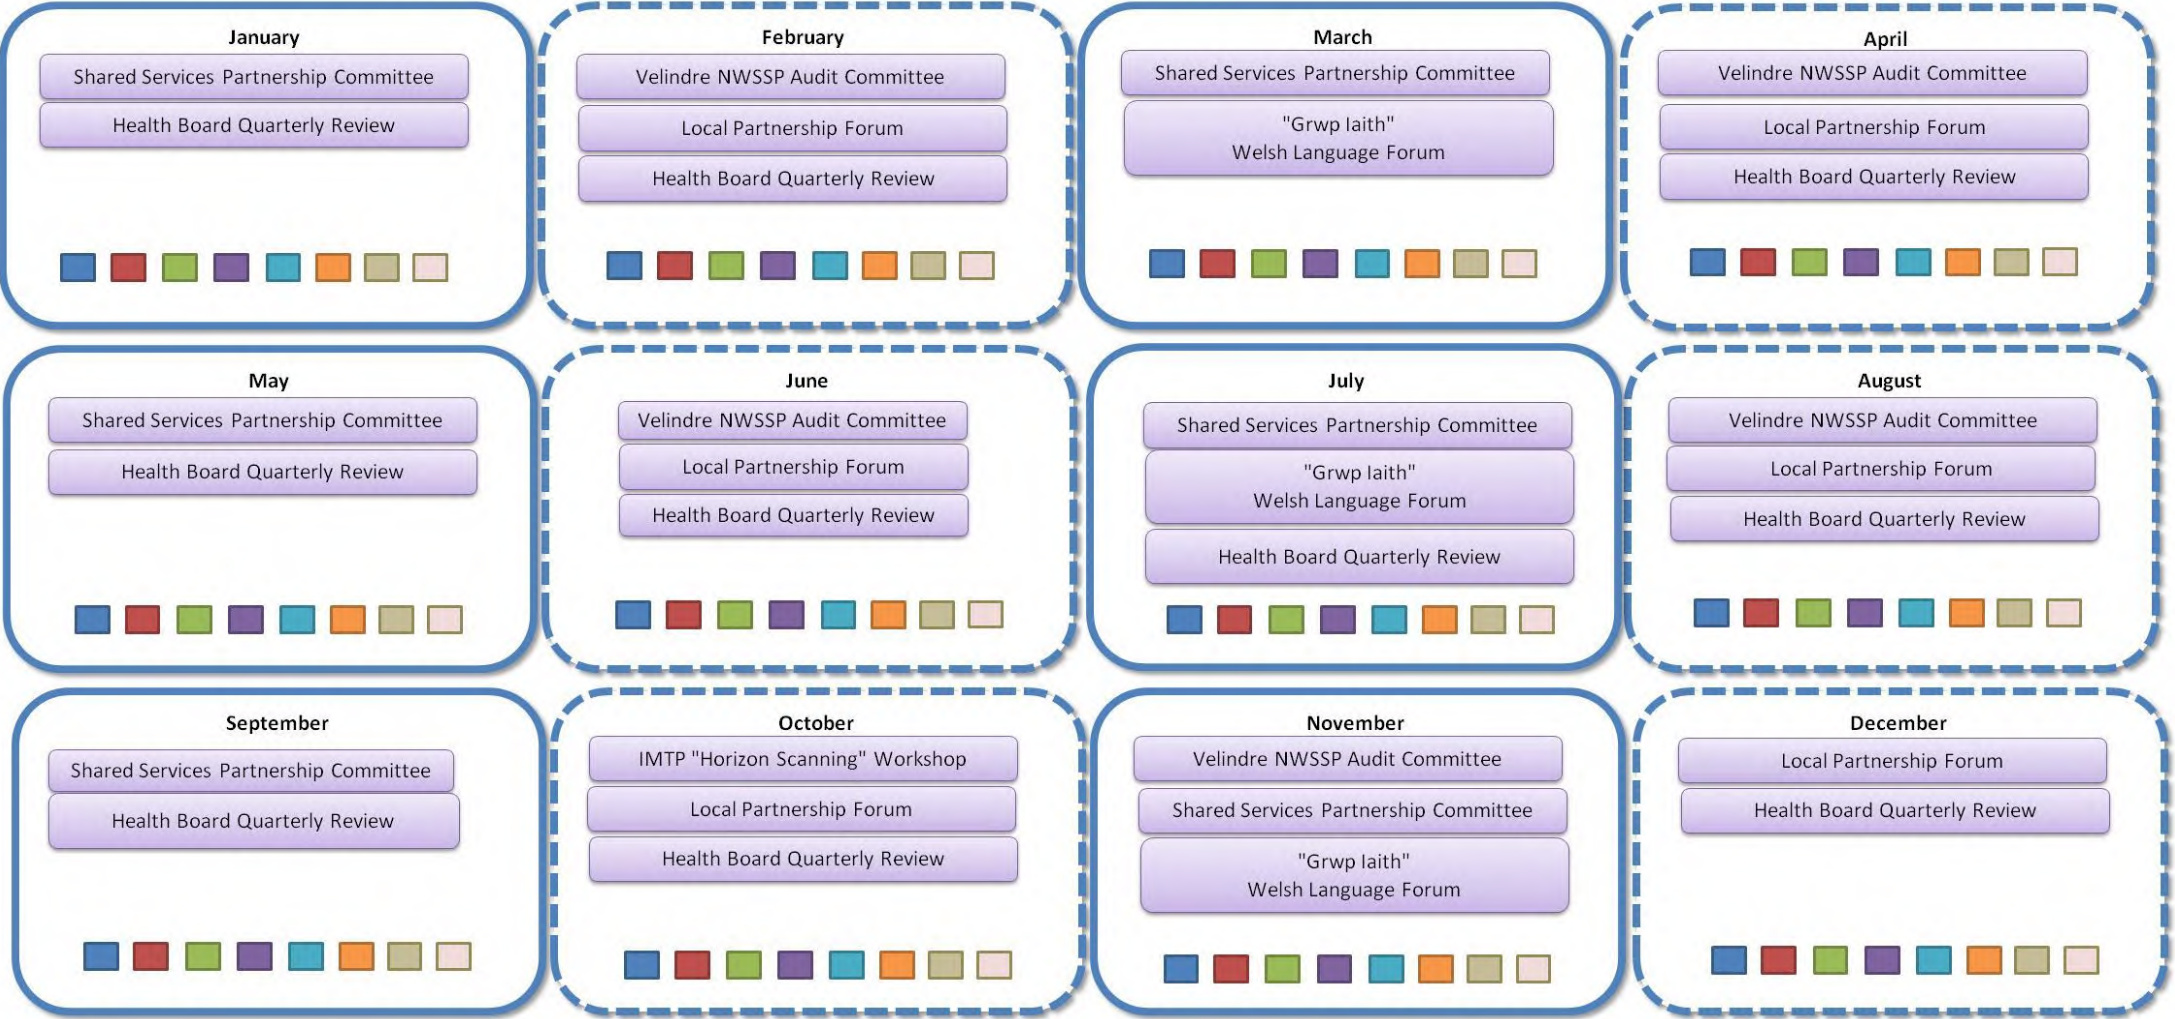 January
Shared Services Partnership Committee
Health Board Quarterly Review
February
Velindre NWSSP Audit Committee
Local Partnership Forum
Health Board Quarterly Review
March
Shared Services Partnership Committee
"Grwp Iaith"
Welsh Language Forum
April
Velindre NWSSP Audit Committee
Local Partnership Forum
Health Board Quarterly Review
May
Shared Services Partnership Committee
Health Board Quarterly Review
June
Velindre NWSSP Audit Committee
Local Partnership Forum
Health Board Quarterly Review
July
Shared Services Partnership Committee
"Grwp Iaith"
Welsh Language Forum
Health Board Quarterly Review
August
Velindre NWSSP Audit Committee
Local Partnership Forum
Health Board Quarterly Review
September
Shared Services Partnership Committee
Health Board Quarterly Review
October
IMTP "Horizon Scanning" Workshop
Local Partnership Forum
Health Board Quarterly Review
November
Velindre NWSSP Audit Committee
Shared Services Partnership Committee
"Grwp Iaith"
Welsh Language Forum
December
Local Partnership Forum
Health Board Quarterly Review